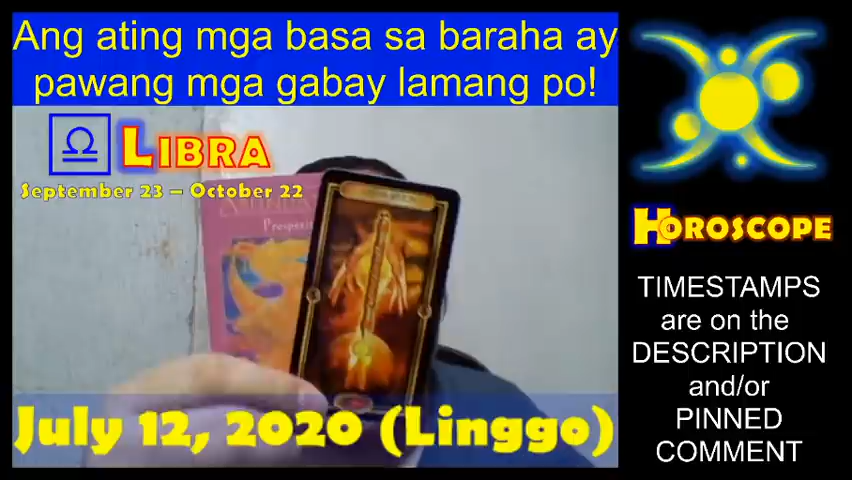 Ang ating mga basa sa baraha ay
pawang mga gabay lamang po!
LIBRA
September 23 – October 22
July 12, 2020 (Linggo)
HOROSCOPE
TIMESTAMPS
are on the
DESCRIPTION
and/or
PINNED
COMMENT